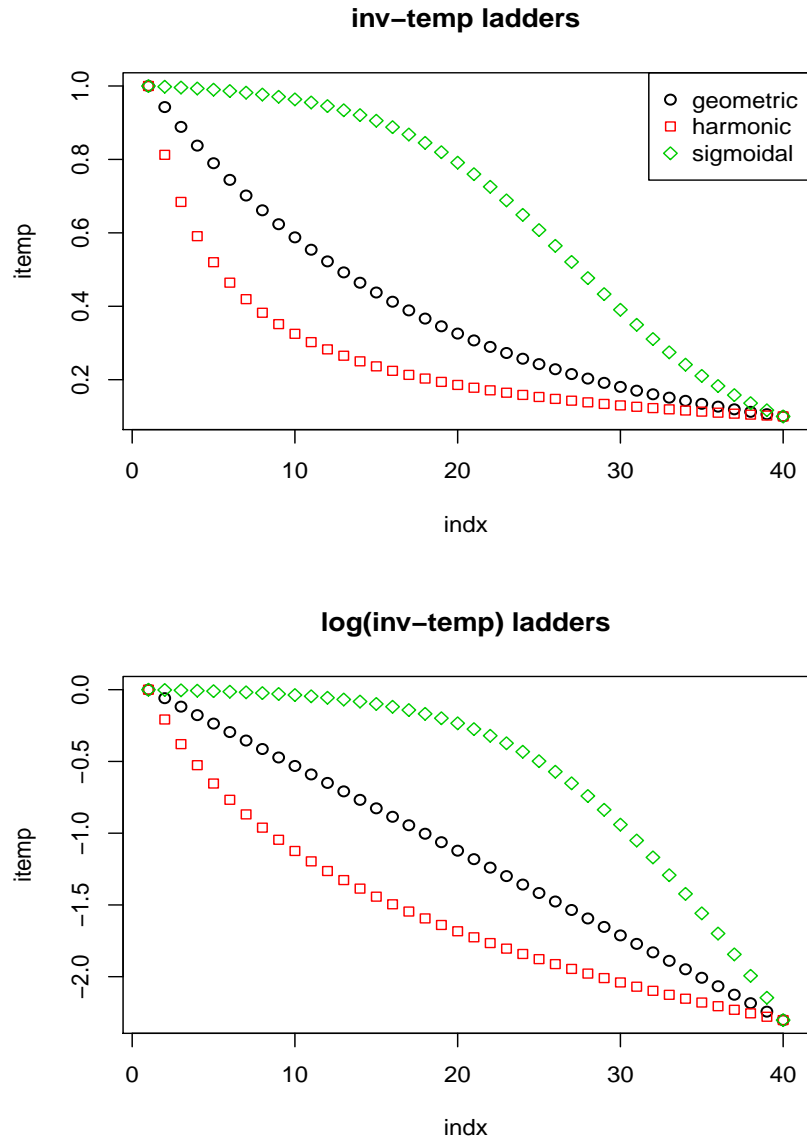 inv−temp ladders
geometric
harmonic
sigmoidal
itemp
1.0
0.8
0.6
0.4
0.2
0 10 20 30 40
indx
log(inv−temp) ladders
itemp
0.0
−0.5
−1.0
−1.5
−2.0
0 10 20 30 40
indx